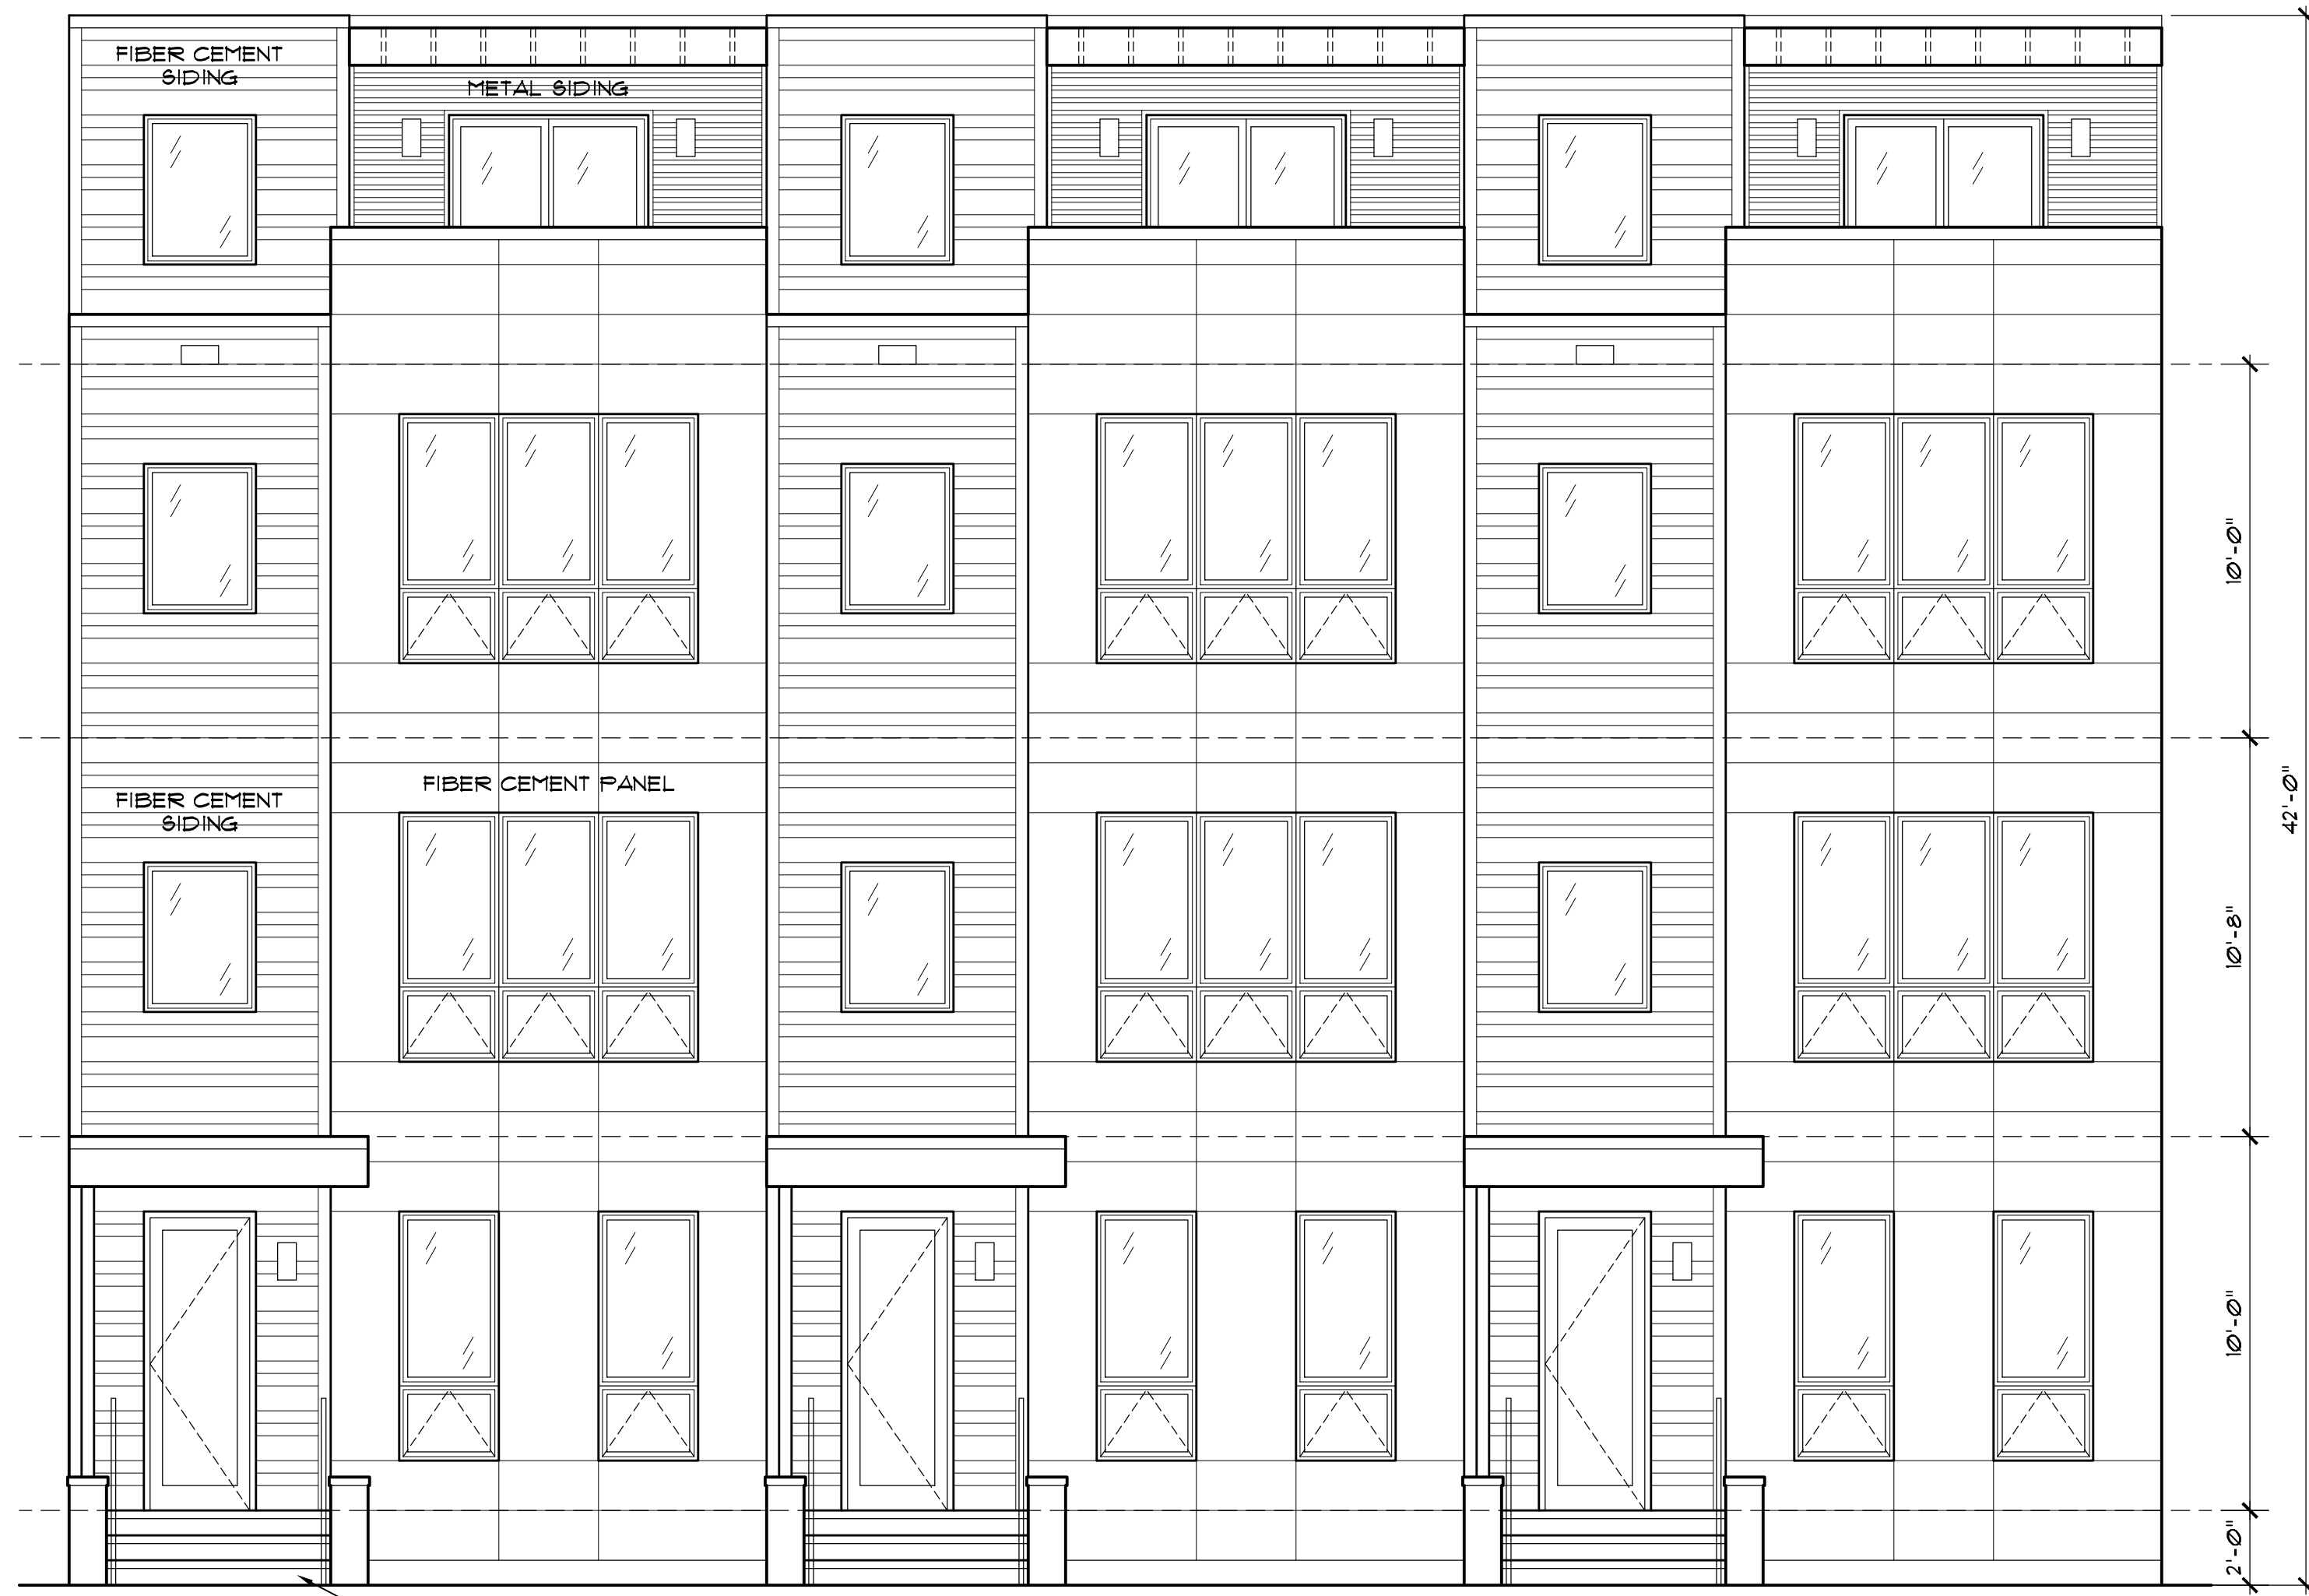 FIBER CEMENT
SIDING
METAL SIDING
10'-0"
42'-0"
FIBER CEMENT PANEL
FIBER CEMENT
SIDING
10'-8"
10'-0"
2'-0"